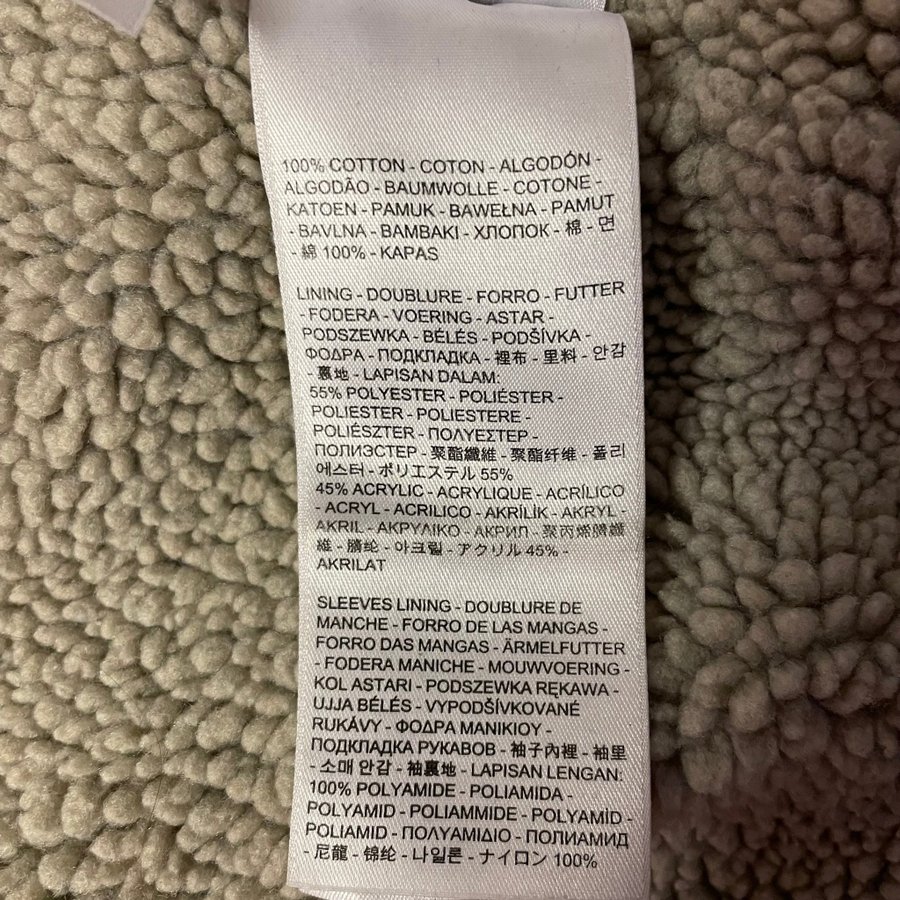 100% COTTON - COTON - ALGODÓN -
ALGODÃO - BAUMWOLLE - COTONE -
KATOEN - PAMUK - BAWEŁNA - PAMUT
- BAVLNA - BAMBAKI - ХЛОПОК - 棉 - 면
- 綿 100% - KAPAS
LINING - DOUBLURE - FORRO - FUTTER
- FODERA - VOERING - ASTAR -
PODSZEWKA - BÉLÉS - PODŠÍVKA -
ΦΟΔΡΑ - ПОДКЛАДКА - 裡布 - 里料 - 안감
- 裏地 - LAPISAN DALAM:
55% POLYESTER - POLIÉSTER -
POLIESTER - POLIESTERE -
POLIÉSZTER - ΠΟΛΥΕΣΤΕΡ -
ПОЛИЭСТЕР - 聚酯纖維 - 聚酯纤维 - 폴리
에스터 - ポリエステル 55%
45% ACRYLIC - ACRYLIQUE - ACRÍLICO
- ACRYL - ACRILICO - AKRİLİK - AKRYL -
AKRIL - ΑΚΡΥΛΙΚΟ - АКРИЛ - 聚丙烯腈纖
維 - 腈纶 - 아크릴 - アクリル 45% -
AKRILAT
SLEEVES LINING - DOUBLURE DE
MANCHE - FORRO DE LAS MANGAS -
FORRO DAS MANGAS - ÄRMELFUTTER
- FODERA MANICHE - MOUWVOERING -
KOL ASTARI - PODSZEWKA RĘKAWA -
UJJA BÉLÉS - VYPODŠÍVKOVANÉ
RUKÁVY - ΦΟΔΡΑ ΜΑΝΙΚΙΟΥ -
ПОДКЛАДКА РУКАВОВ - 袖子內裡 - 袖里
- 소매 안감 - 袖裏地 - LAPISAN LENGAN:
100% POLYAMIDE - POLIAMIDA -
POLYAMID - POLIAMMIDE - POLYAMİD -
POLIAMID - ΠΟΛΥΑΜΙΔΙΟ - ПОЛИАМИД
- 尼龍 - 锦纶 - 나일론 - ナイロン 100%